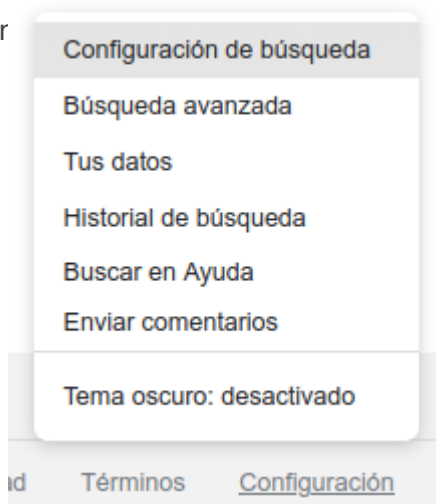 Configuración de búsqueda
Búsqueda avanzada
Tus datos
Historial de búsqueda
Buscar en Ayuda
Enviar comentarios
Tema oscuro: desactivado
Términos Configuración